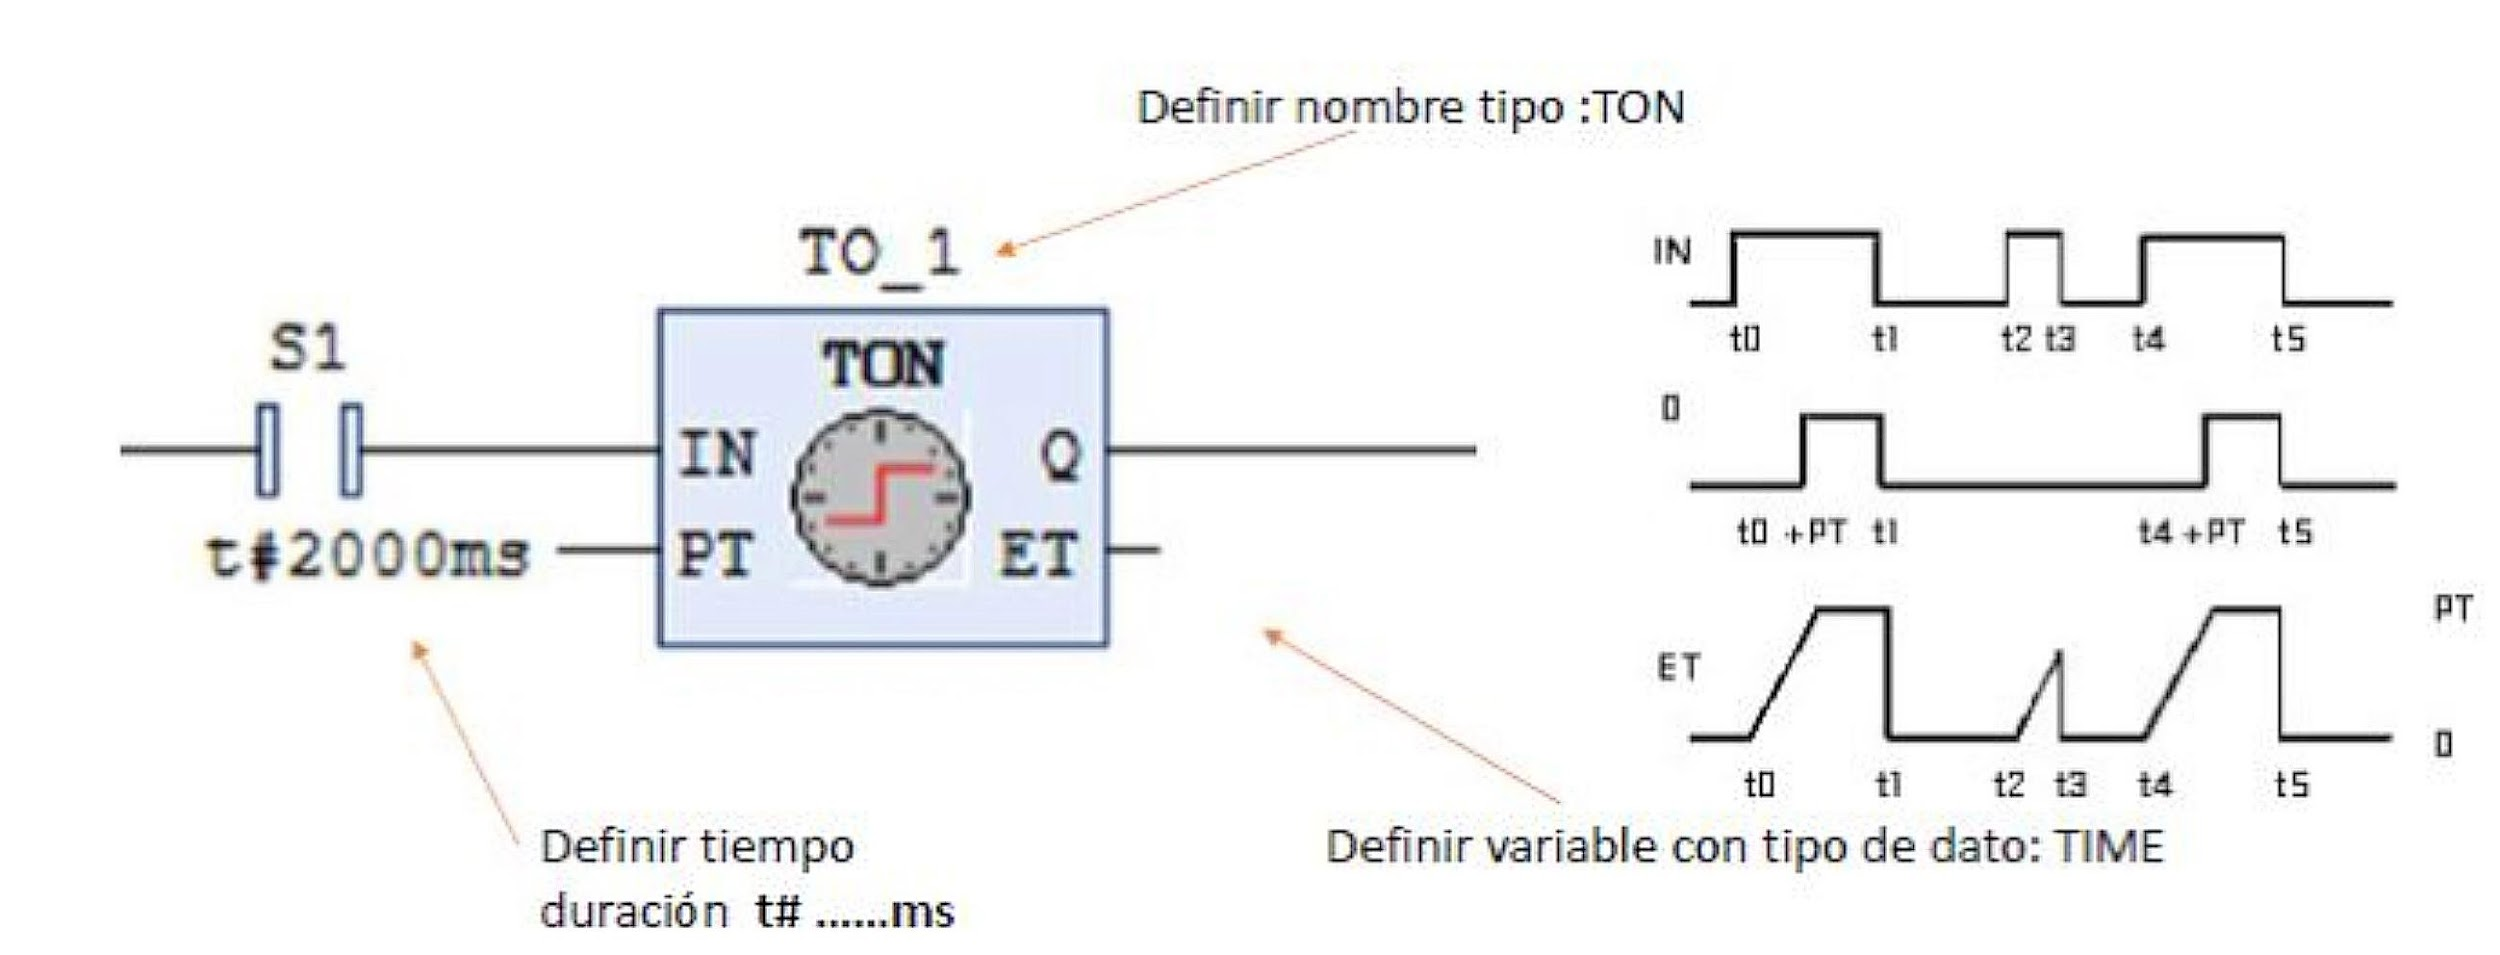 Definir nombre tipo :TON
TO_1
S1
TON
IN Q
t#2000ms PT ET
Definir tiempo
duración t# ......ms
Definir variable con tipo de dato: TIME
IN
t0 t1 t2 t3 t4 t5
Q
t0 +PT t1 t4 +PT t5
PT
ET
0
t0 t1 t2 t3 t4 t5